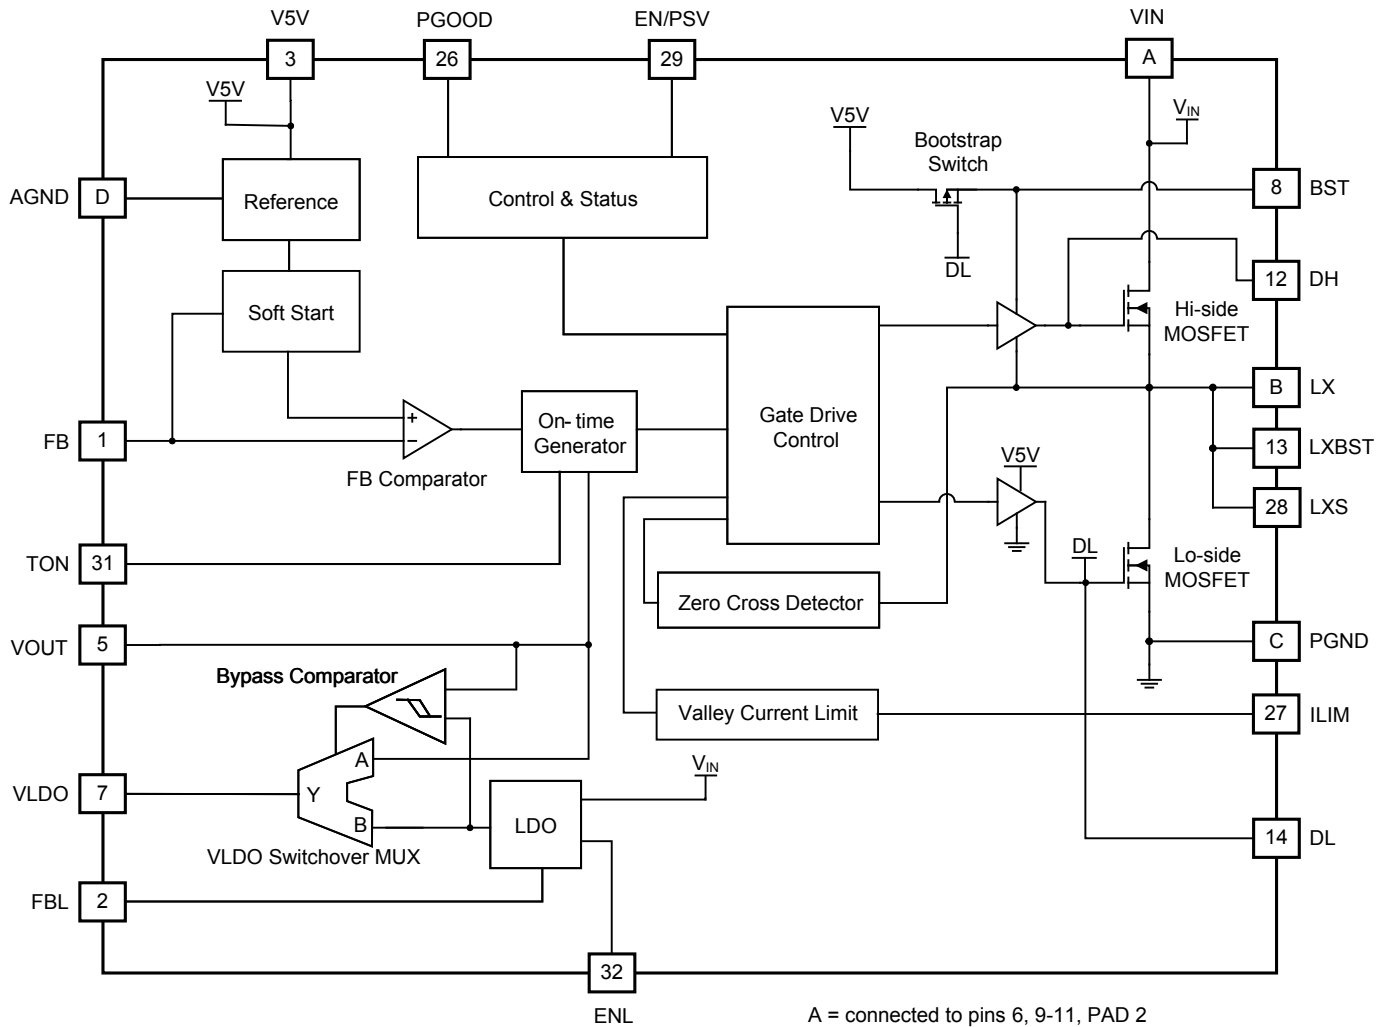 V5V
PGOOD
EN/PSV
VIN
3
26
29
A
V5V
V5V
VIN
Bootstrap
Switch
AGND
D
Reference
Control & Status
8
BST
DL
12
DH
Soft Start
Hi-side
MOSFET
B
LX
FB
1
+
−
FB Comparator
On- time
Generator
Gate Drive
Control
13
LXBST
V5V
28
LXS
TON
31
DL
Lo-side
MOSFET
Zero Cross Detector
VOUT
5
C
PGND
Bypass Comparator
Valley Current Limit
27
ILIM
A
VIN
VLDO
7
Y
B
LDO
14
DL
VLDO Switchover MUX
FBL
2
32
ENL
A = connected to pins 6, 9-11, PAD 2